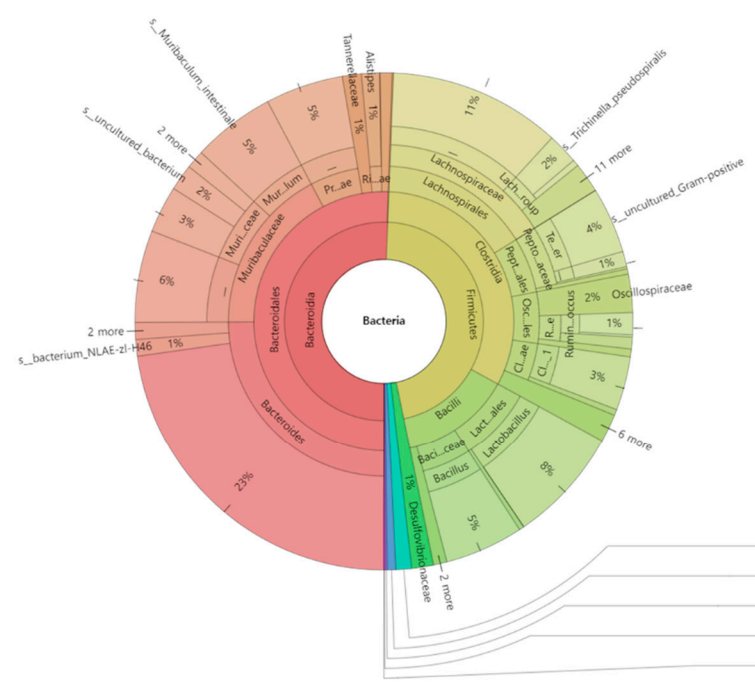 s__Muribaculum_intestinale
Tannerellaceae
Alistipes
s__Trichinella_pseudospiralis
11 more
s__uncultured_Gram-positive
s__uncultured_bacterium
2 more
5%
5%
1%
1%
11%
2%
4%
1%
2%
Oscillospiraceae
1%
3%
6 more
8%
5%
2 more
Desulfovibrionaceae
1%
2%
3%
6%
2 more
s__bacterium_NLAE-zl-H46
1%
23%
Mur...lum
Pr...ae
Ri...ae
Muri...ceae
Muribaculaceae
Lachnospiraceae
Lach...roup
Lachnospirales
Clostridia
Pept...ales
Pepto...aceae
Te...er
Osc...les
R...e
Rumin...occus
Cl...ae
Cl..._1
Firmicutes
Bacteria
Bacteroidia
Bacteroidales
Bacteroides
Bacilli
Lact...ales
Lactobacillus
Baci...ceae
Bacillus